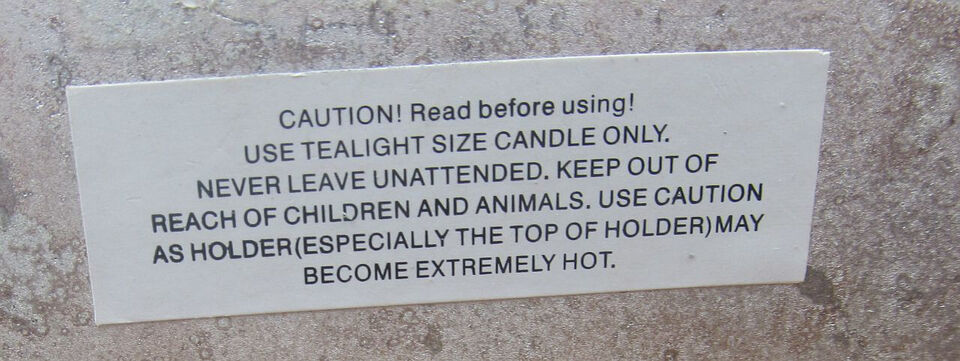 CAUTION! Read before using!
USE TEALIGHT SIZE CANDLE ONLY.
NEVER LEAVE UNATTENDED. KEEP OUT OF
REACH OF CHILDREN AND ANIMALS. USE CAUTION
AS HOLDER(ESPECIALLY THE TOP OF HOLDER)MAY
BECOME EXTREMELY HOT.